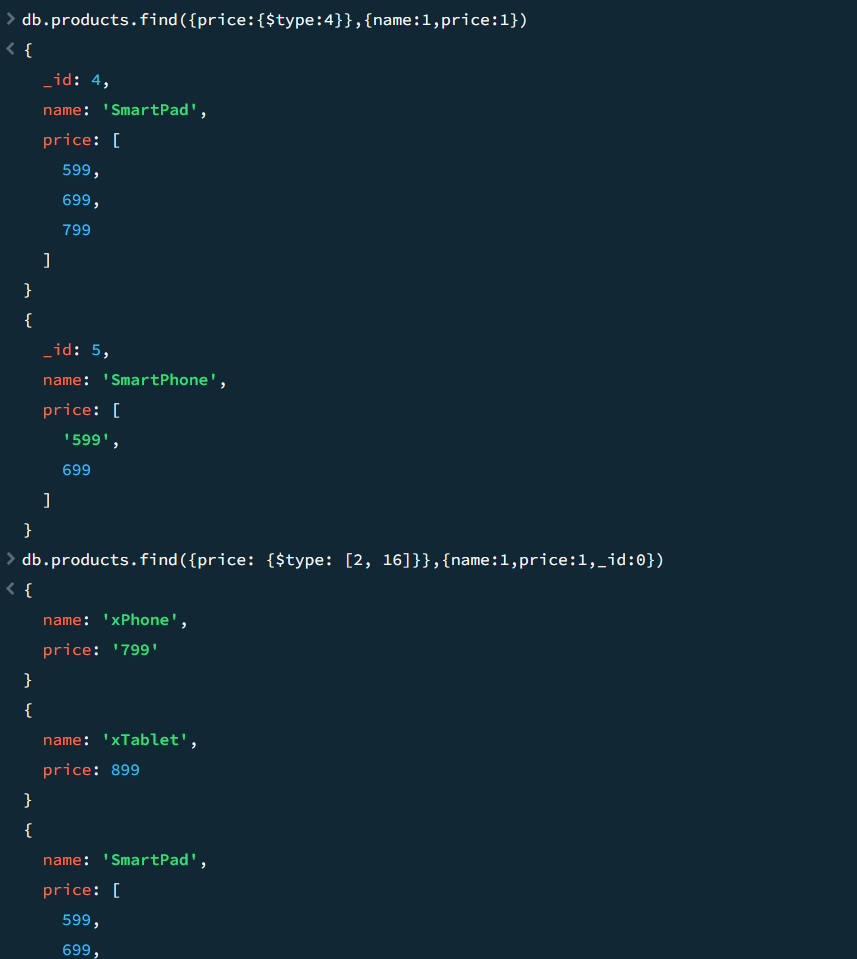 > db.products.find({price:{$type:4}},{name:1,price:1})
< {
_id: 4,
name: 'SmartPad',
price: [
599,
699,
799
]
}
{
_id: 5,
name: 'SmartPhone',
price: [
'599',
699
]
}
> db.products.find({price: {$type: [2, 16]}},{name:1,price:1,_id:0})
< {
name: 'xPhone',
price: '799'
}
{
name: 'xTablet',
price: 899
}
{
name: 'SmartPad',
price: [
599,
699,